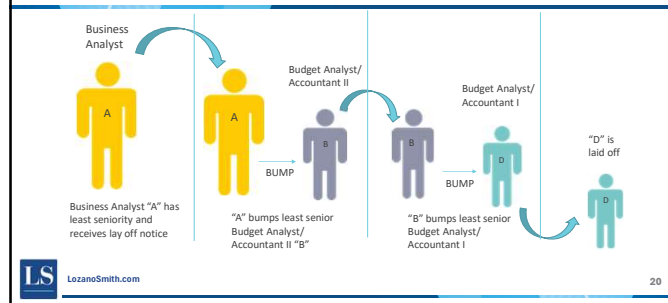 Business
Analyst
A
Business Analyst "A" has
least seniority and
receives lay off notice
A
BUMP
Budget Analyst/
Accountant II
B
"A" bumps least senior
Budget Analyst/
Accountant II "B"
B
BUMP
Budget Analyst/
Accountant I
D
"B" bumps least senior
Budget Analyst/
Accountant I
"D" is
laid off
D
LS
LozanoSmith.com
20